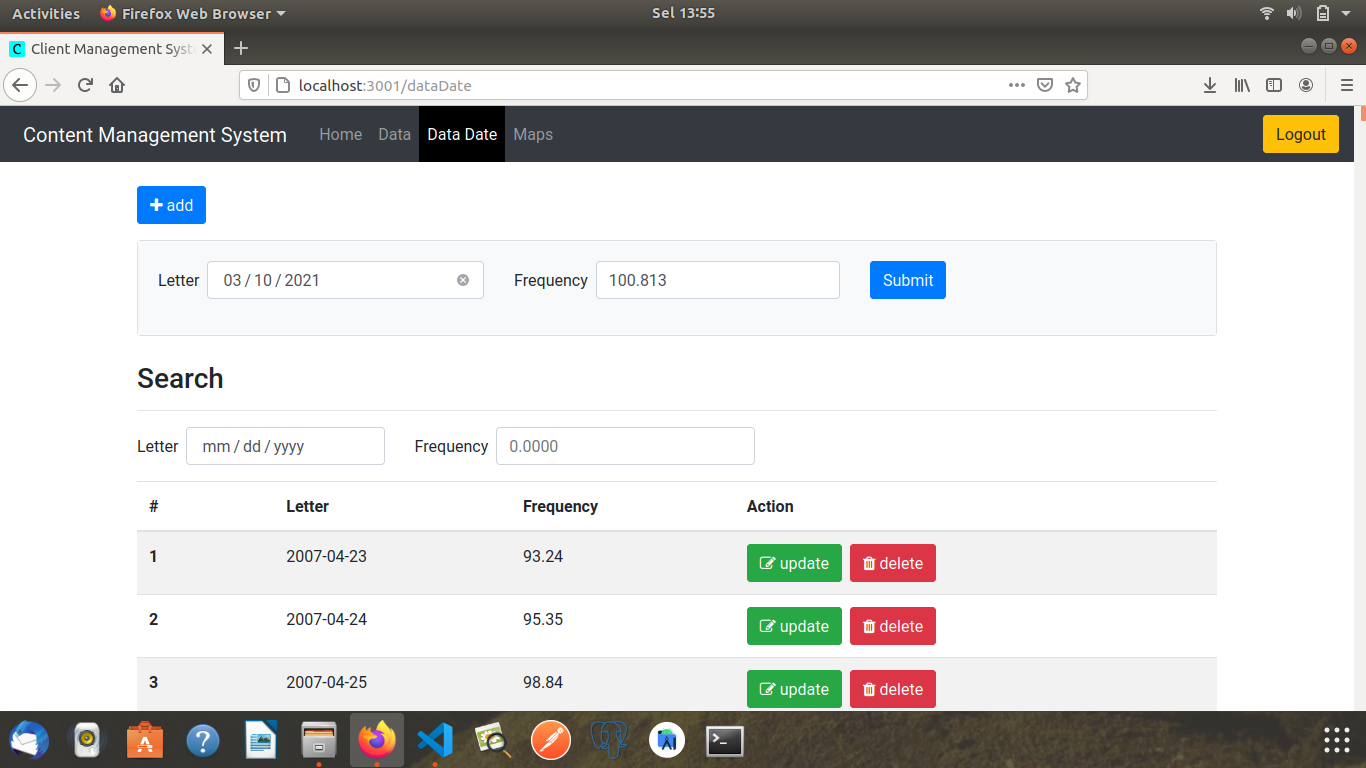 Activities Firefox Web Browser Sel 13:55
C Client Management Syst
localhost:3001/dataDate
Content Management System Home Data Data Date Maps Logout
add
Letter 03 / 10 / 2021 Frequency 100.813 Submit
Search
Letter mm / dd / yyyy Frequency 0.0000
# Letter Frequency Action
1 2007-04-23 93.24 update delete
2 2007-04-24 95.35 update delete
3 2007-04-25 98.84 update delete